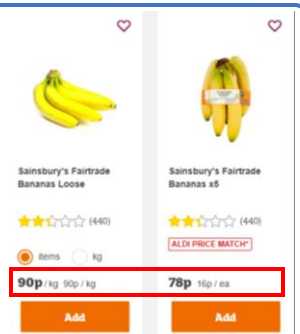 Sainsbury's Fairtrade
Bananas Loose
(440)
items kg
90p / kg 90p / kg
Add
Sainsbury's Fairtrade
Bananas x5
(440)
ALDI PRICE MATCH*
78p 16p / ea
Add